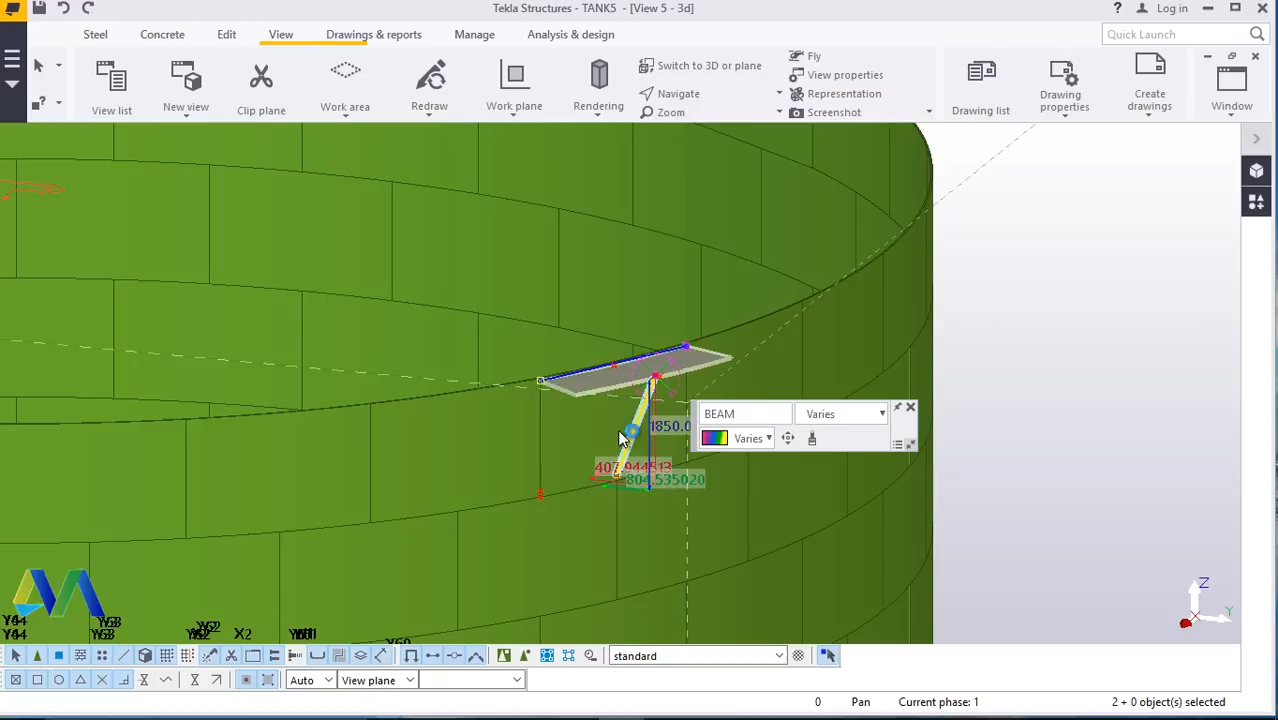 Tekla Structures - TANK5 - [View 5 - 3d]
? Log in
Steel Concrete Edit View Drawings & reports Manage Analysis & design
Quick Launch
View list
New view
Clip plane
Work area
Redraw
Work plane
Rendering
Switch to 3D or plane
Navigate
Zoom
Fly
View properties
Representation
Screenshot
Drawing list
Drawing properties
Create drawings
Window
BEAM Varies
Varies
1850.0
407.944513
804.535020
Z
Y
X2
standard
Auto View plane
0 Pan Current phase: 1 2 + 0 object(s) selected